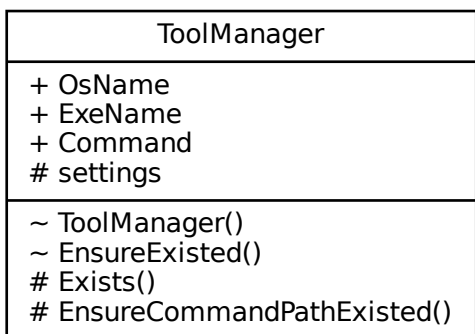 ToolManager
+ OsName
+ ExeName
+ Command
# settings
~ ToolManager()
~ EnsureExisted()
# Exists()
# EnsureCommandPathExisted()